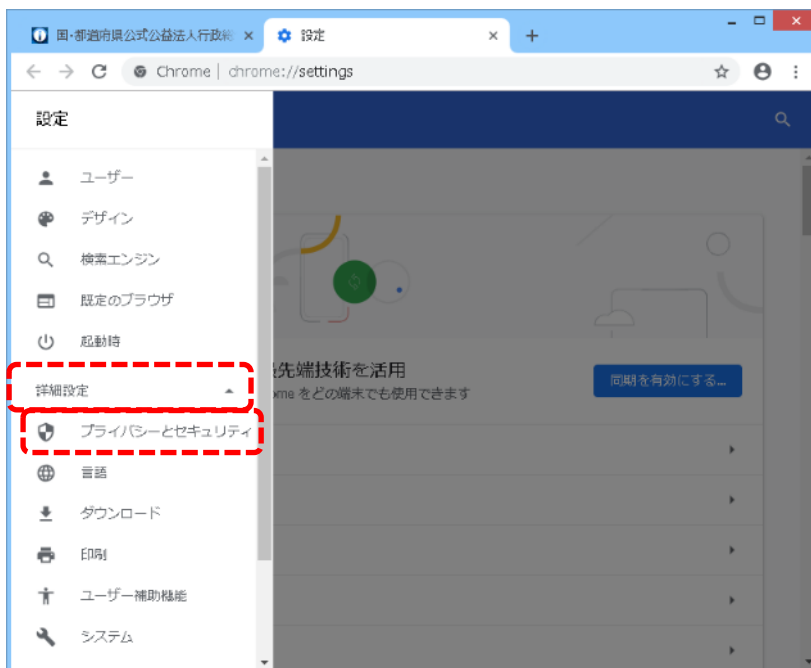 国・都道府県公式公益法人行政総
設定
Chrome | chrome://settings
設定
ユーザー
デザイン
検索エンジン
既定のブラウザ
起動時
詳細設定
プライバシーとセキュリティ
言語
ダウンロード
印刷
ユーザー補助機能
システム
先端技術を活用
ome をどの端末でも使用できます
同期を有効にする...